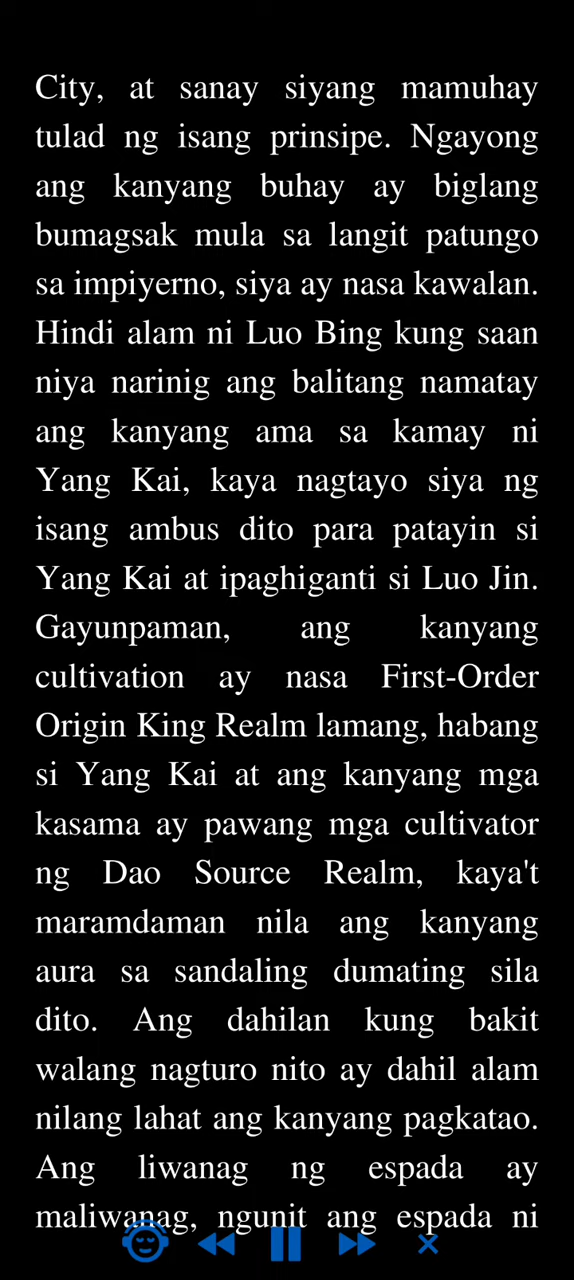 City, at sanay siyang mamuhay
tulad ng isang prinsipe. Ngayong
ang kanyang buhay ay biglang
bumagsak mula sa langit patungo
sa impiyerno, siya ay nasa kawalan.
Hindi alam ni Luo Bing kung saan
niya narinig ang balitang namatay
ang kanyang ama sa kamay ni
Yang Kai, kaya nagtayo siya ng
isang ambus dito para patayin si
Yang Kai at ipaghiganti si Luo Jin.
Gayunpaman, ang kanyang
cultivation ay nasa First-Order
Origin King Realm lamang, habang
si Yang Kai at ang kanyang mga
kasama ay pawang mga cultivator
ng Dao Source Realm, kaya't
maramdaman nila ang kanyang
aura sa sandaling dumating sila
dito. Ang dahilan kung bakit
walang nagturo nito ay dahil alam
nilang lahat ang kanyang pagkatao.
Ang liwanag ng espada ay
maliwanag, ngunit ang espada ni